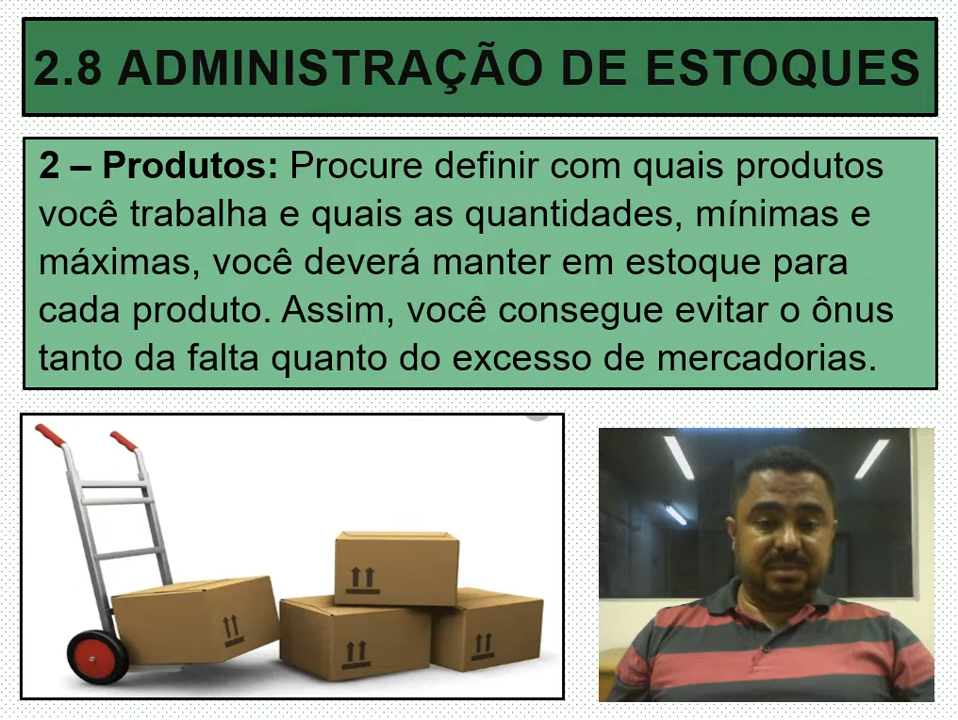 2.8 ADMINISTRAÇÃO DE ESTOQUES
2 – Produtos: Procure definir com quais produtos
você trabalha e quais as quantidades, mínimas e
máximas, você deverá manter em estoque para
cada produto. Assim, você consegue evitar o ônus
tanto da falta quanto do excesso de mercadorias.